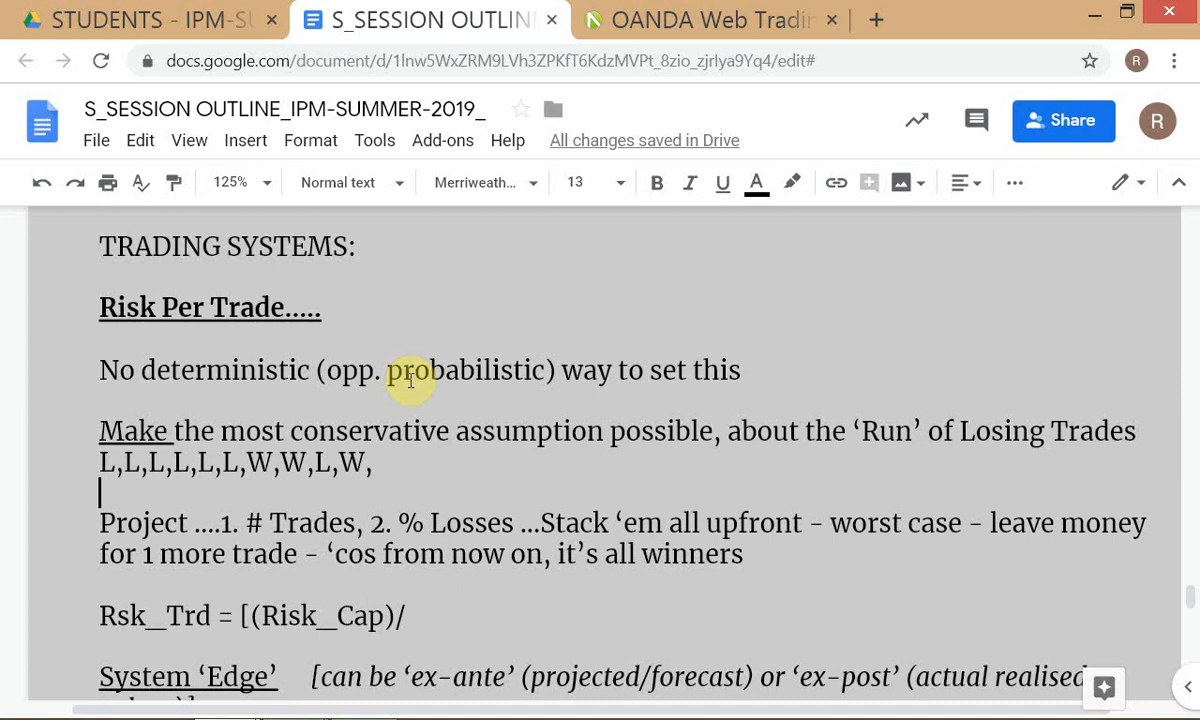 STUDENTS - IPM-SU
S_SESSION OUTLIN
OANDA Web Tradin
docs.google.com/document/d/1lnw5WxZRM9LVh3ZPKfT6KdzMVPt_8zio_zjrIya9Yq4/edit#
R
S_SESSION OUTLINE_IPM-SUMMER-2019_
File Edit View Insert Format Tools Add-ons Help All changes saved in Drive
Share
R
125% Normal text Merriweath... 13 B I U A
TRADING SYSTEMS:
Risk Per Trade.....
No deterministic (opp. probabilistic) way to set this
Make the most conservative assumption possible, about the ‘Run’ of Losing Trades
L,L,L,L,L,L,W,W,L,W,
Project ....1. # Trades, 2. % Losses ...Stack ‘em all upfront - worst case - leave money
for 1 more trade - ‘cos from now on, it’s all winners
Rsk_Trd = [(Risk_Cap)/
System ‘Edge’ [can be ‘ex-ante’ (projected/forecast) or ‘ex-post’ (actual realised